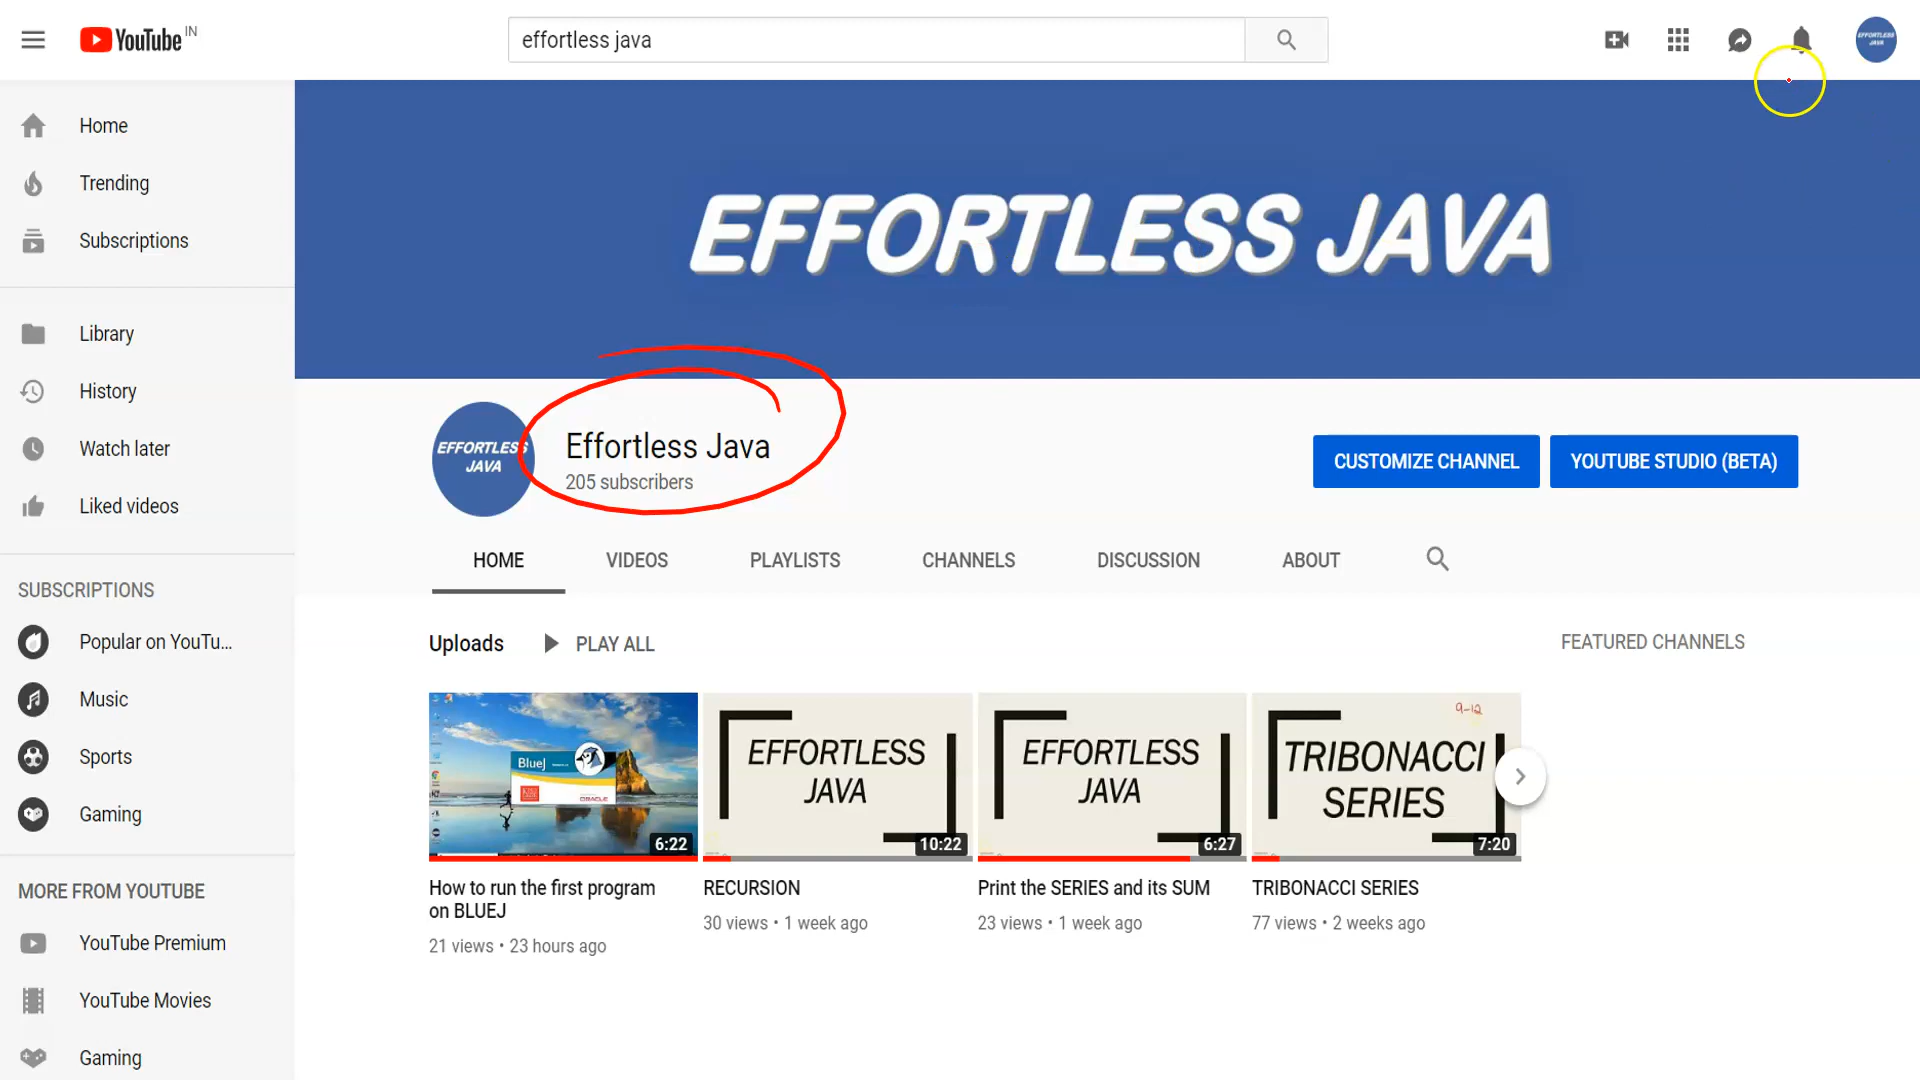 YouTube IN
effortless java
EFFORTLESS JAVA
Home
Trending
Subscriptions
Library
History
Watch later
Liked videos
SUBSCRIPTIONS
Popular on YouTu...
Music
Sports
Gaming
MORE FROM YOUTUBE
YouTube Premium
YouTube Movies
Gaming
EFFORTLESS JAVA
EFFORTLESS
JAVA
Effortless Java
205 subscribers
CUSTOMIZE CHANNEL
YOUTUBE STUDIO (BETA)
HOME VIDEOS PLAYLISTS CHANNELS DISCUSSION ABOUT
Uploads PLAY ALL
FEATURED CHANNELS
BlueJ
ORACLE
6:22
How to run the first program
on BLUEJ
21 views • 23 hours ago
EFFORTLESS
JAVA
10:22
RECURSION
30 views • 1 week ago
EFFORTLESS
JAVA
6:27
Print the SERIES and its SUM
23 views • 1 week ago
9-12
TRIBONACCI
SERIES
7:20
TRIBONACCI SERIES
77 views • 2 weeks ago